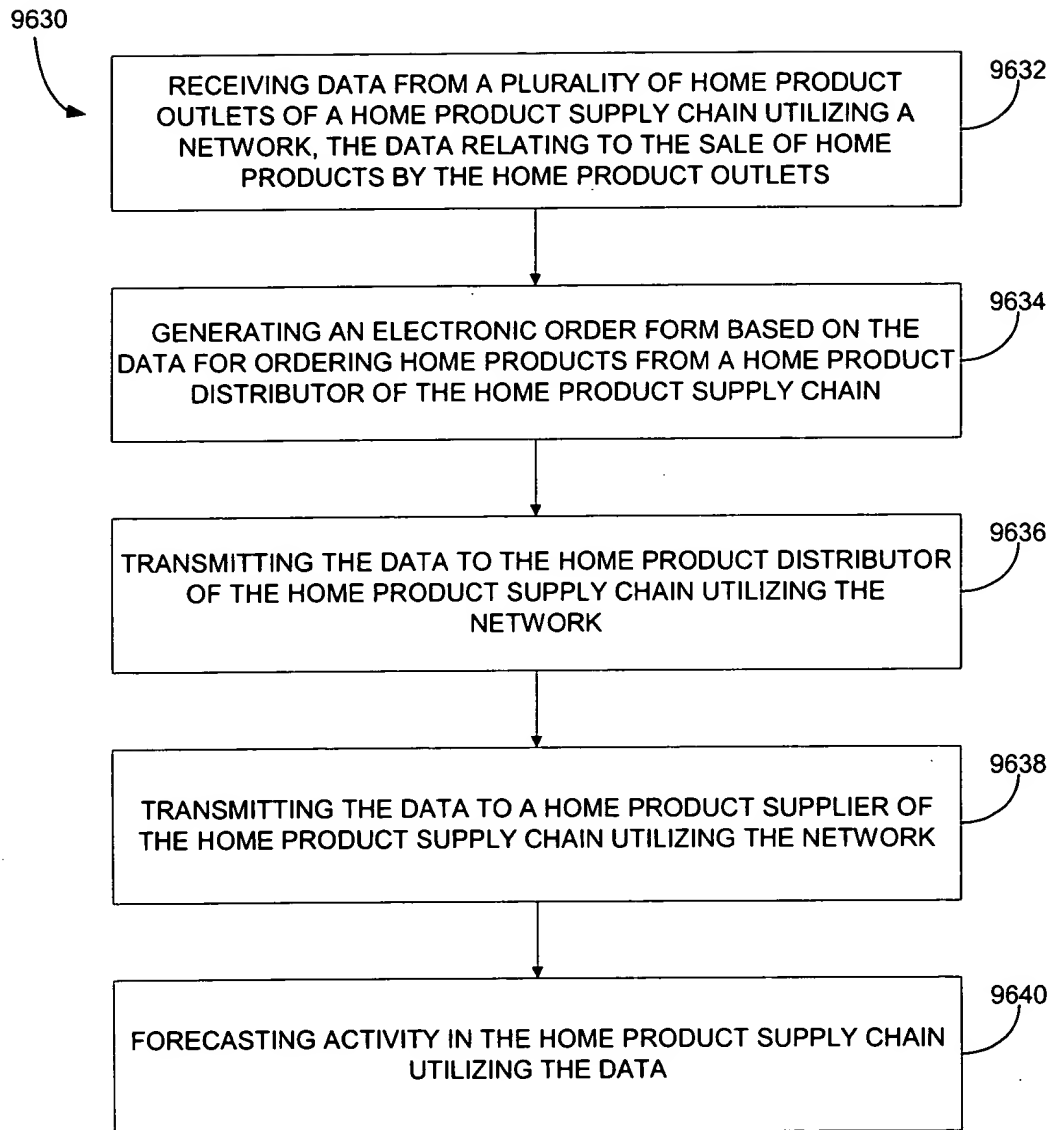 9630
RECEIVING DATA FROM A PLURALITY OF HOME PRODUCT
OUTLETS OF A HOME PRODUCT SUPPLY CHAIN UTILIZING A
NETWORK, THE DATA RELATING TO THE SALE OF HOME
PRODUCTS BY THE HOME PRODUCT OUTLETS
9632
GENERATING AN ELECTRONIC ORDER FORM BASED ON THE
DATA FOR ORDERING HOME PRODUCTS FROM A HOME PRODUCT
DISTRIBUTOR OF THE HOME PRODUCT SUPPLY CHAIN
9634
TRANSMITTING THE DATA TO THE HOME PRODUCT DISTRIBUTOR
OF THE HOME PRODUCT SUPPLY CHAIN UTILIZING THE
NETWORK
9636
TRANSMITTING THE DATA TO A HOME PRODUCT SUPPLIER OF
THE HOME PRODUCT SUPPLY CHAIN UTILIZING THE NETWORK
9638
FORECASTING ACTIVITY IN THE HOME PRODUCT SUPPLY CHAIN
UTILIZING THE DATA
9640